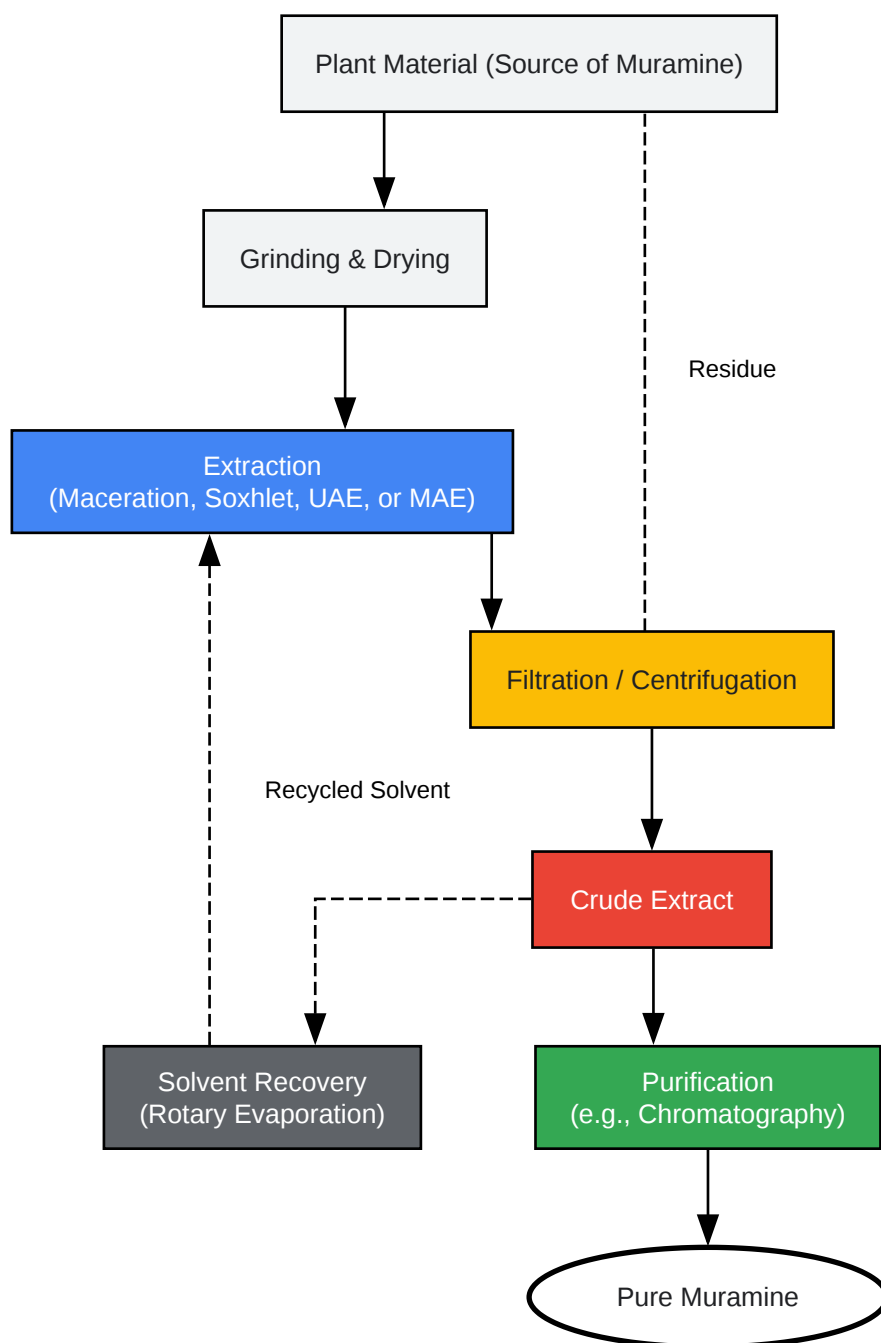 Plant Material (Source of Muramine)
Grinding & Drying
Residue
Extraction
(Maceration, Soxhlet, UAE, or MAE)
Filtration / Centrifugation
Recycled Solvent
Crude Extract
Solvent Recovery
(Rotary Evaporation)
Purification
(e.g., Chromatography)
Pure Muramine